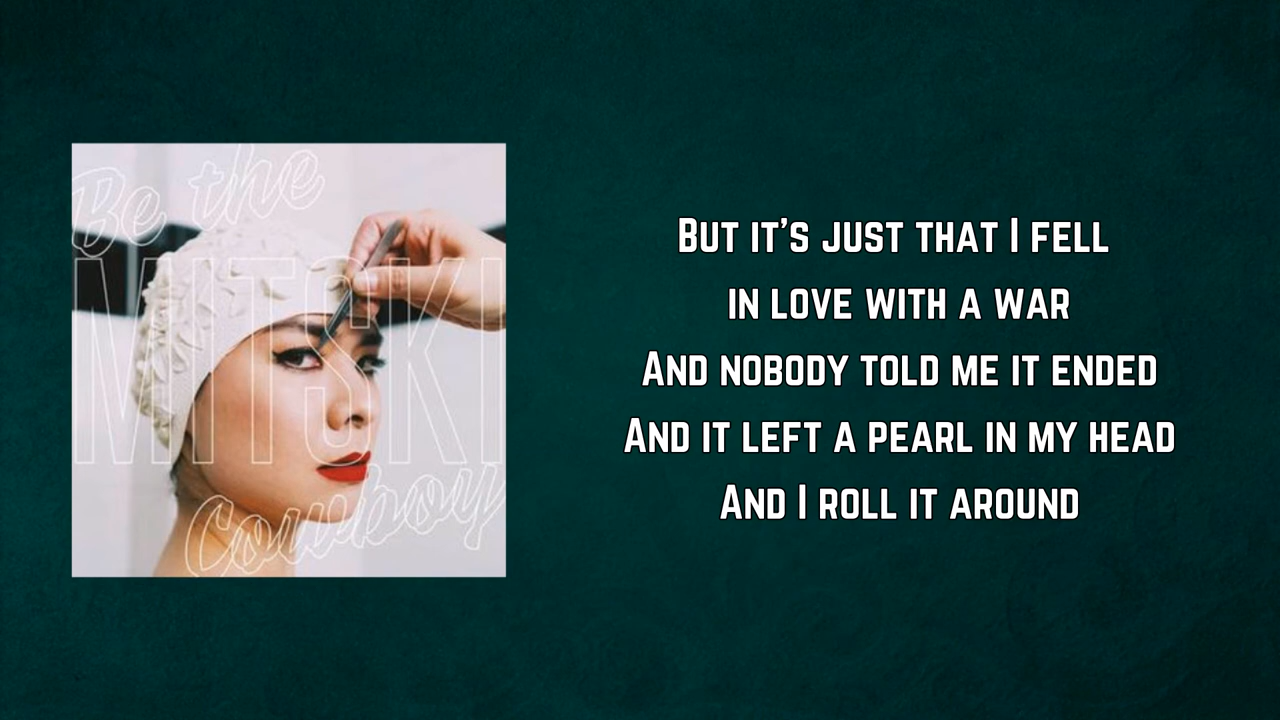 Be the
MITSKI
Cowboy
But it's just that I fell
in love with a war
And nobody told me it ended
And it left a pearl in my head
And I roll it around